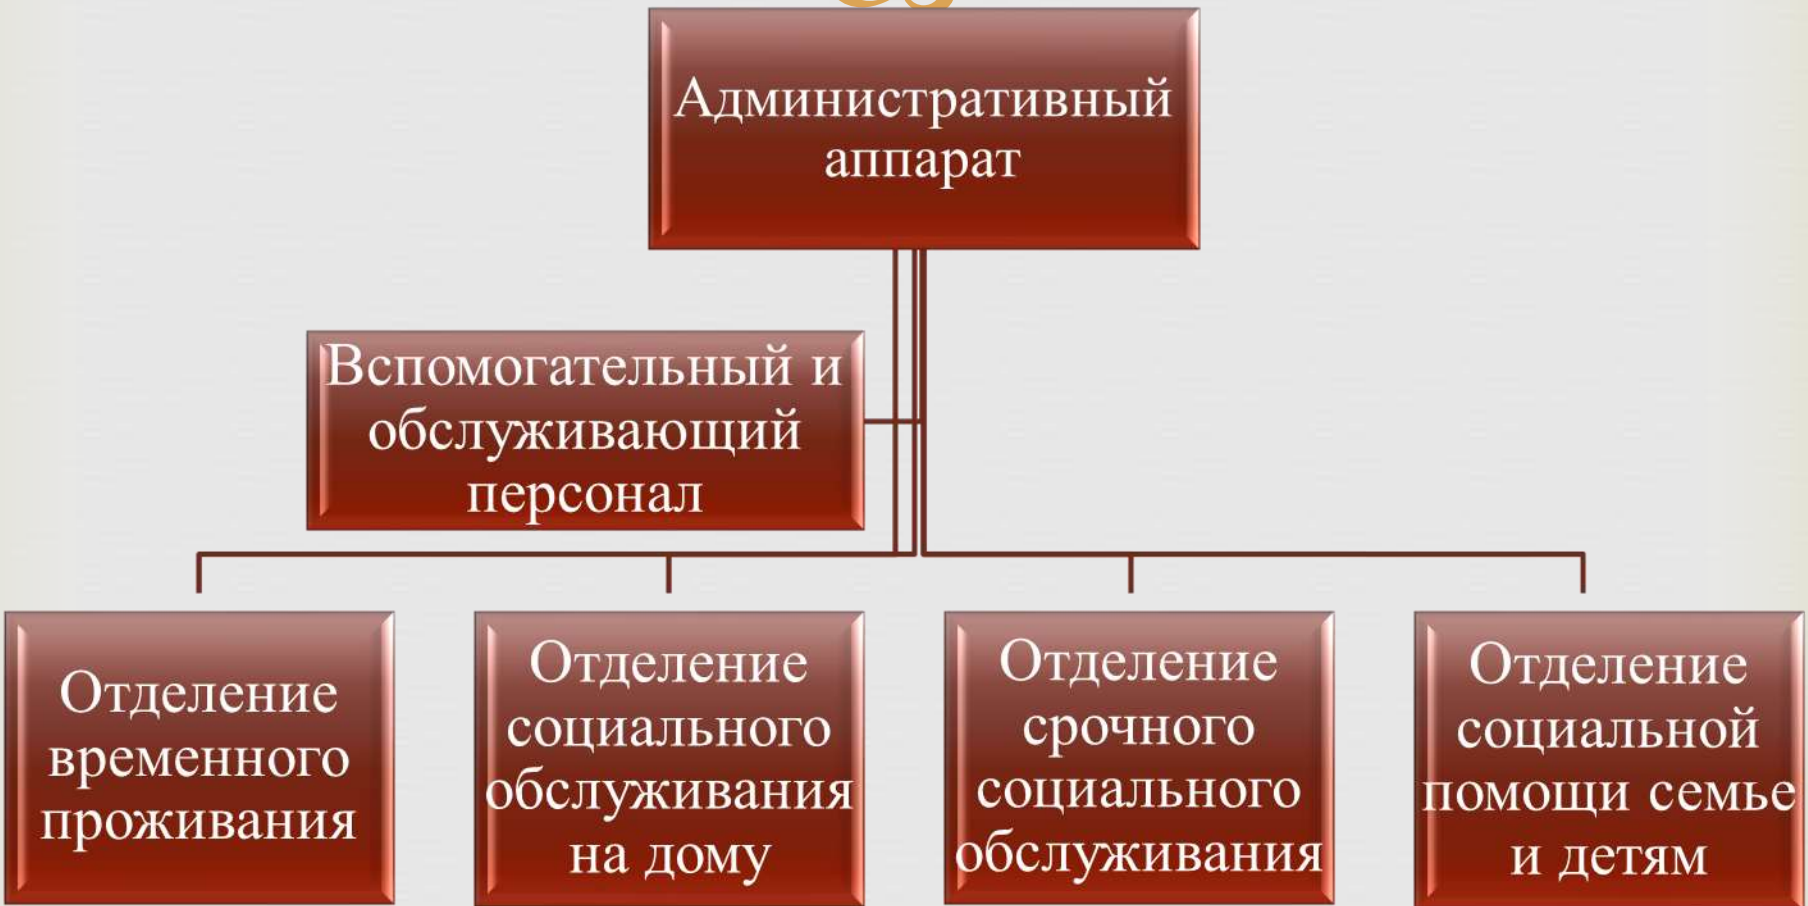 Административный
аппарат
Вспомогательный и
обслуживающий
персонал
Отделение
временного
проживания
Отделение
социального
обслуживания
на дому
Отделение
срочного
социального
обслуживания
Отделение
социальной
помощи семье
и детям